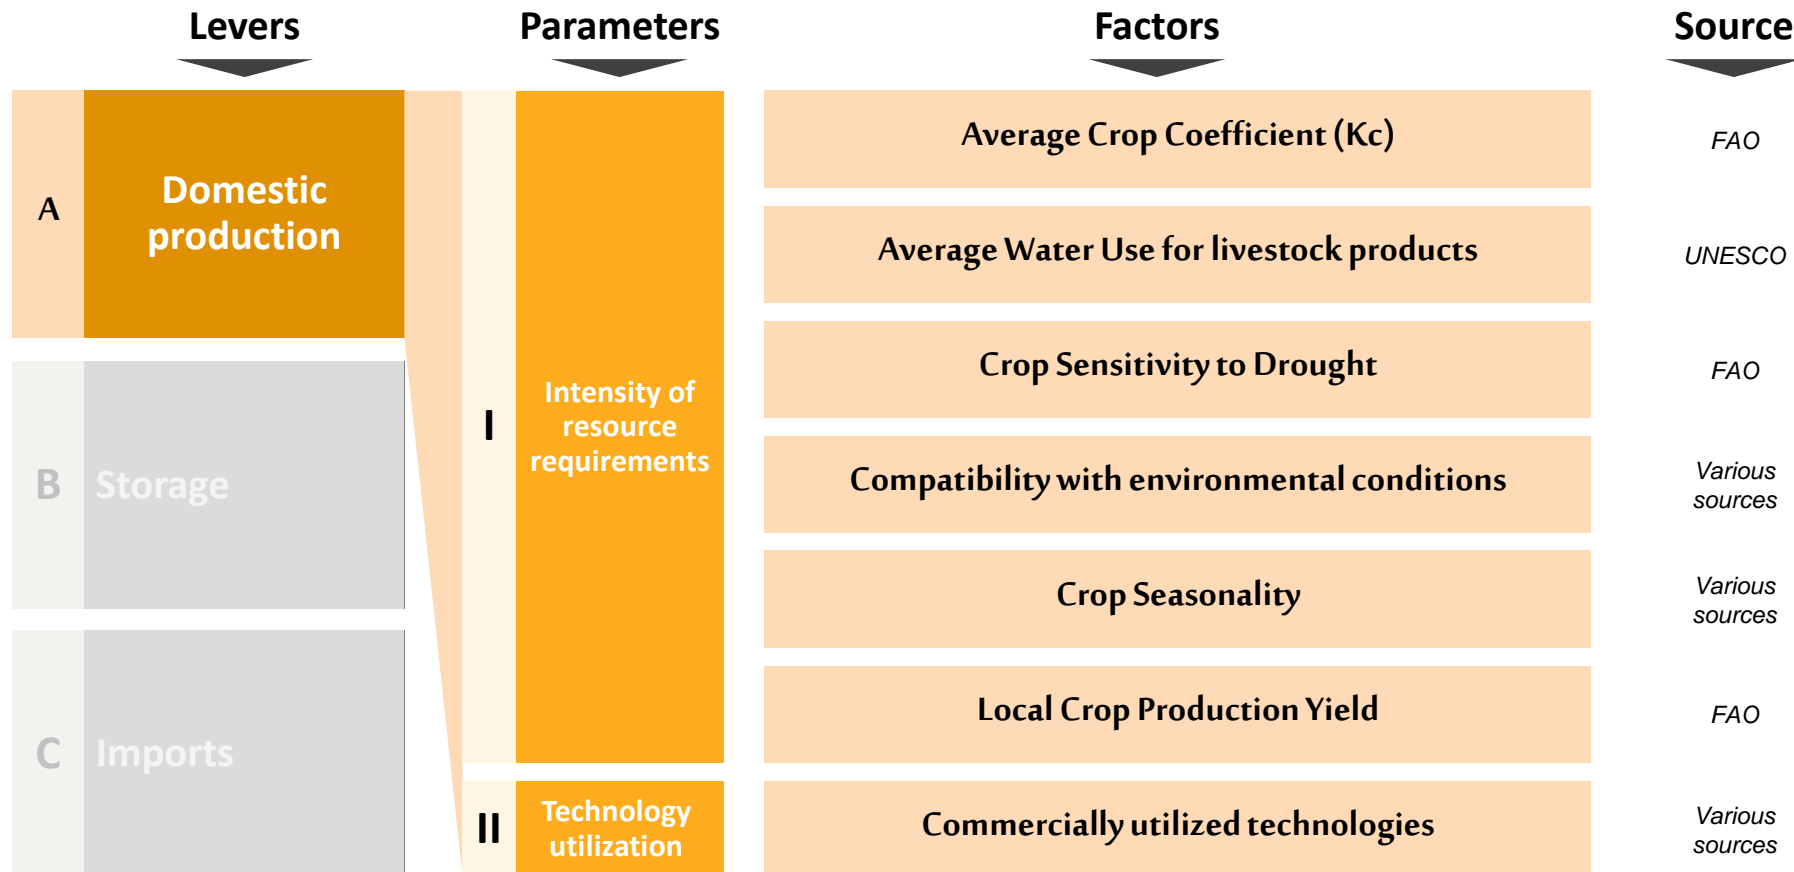 Levers
Parameters
Factors
Source
A
Domestic
production
B
Storage
C
Imports
I
Intensity of
resource
requirements
II
Technology
utilization
Average Crop Coefficient (Kc)
FAO
Average Water Use for livestock products
UNESCO
Crop Sensitivity to Drought
FAO
Compatibility with environmental conditions
Various
sources
Crop Seasonality
Various
sources
Local Crop Production Yield
FAO
Commercially utilized technologies
Various
sources